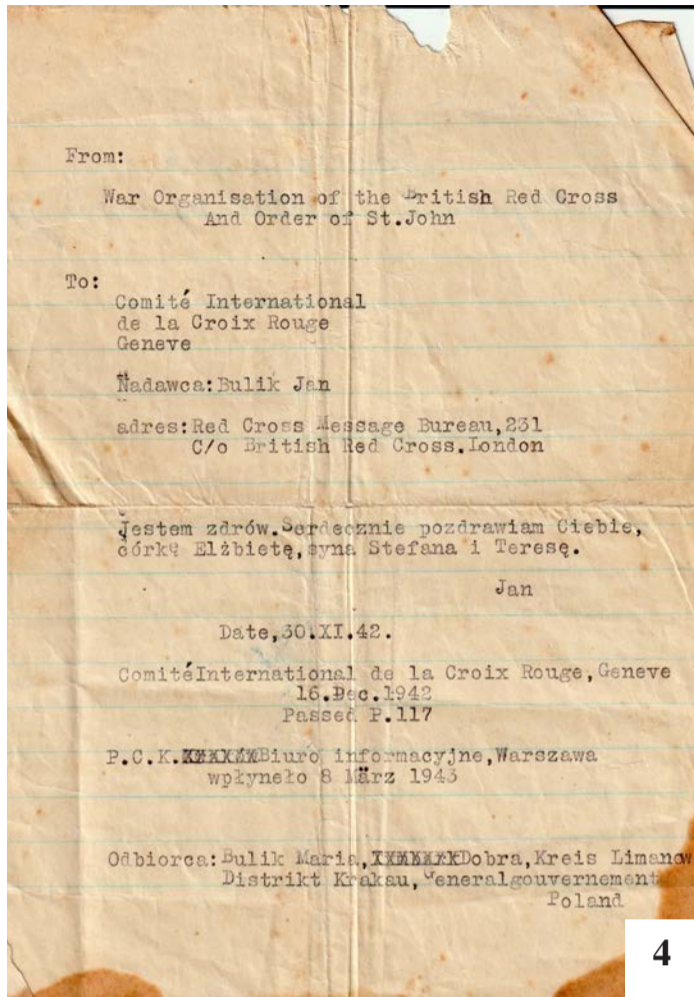 From:
War Organisation of the British Red Cross
And Order of St.John
To:
Comité International
de la Croix Rouge
Geneve
Nadawca:Bulik Jan
adres:Red Cross Message Bureau,231
C/o British Red Cross.London
Jestem zdrów.Serdecznie pozdrawiam Ciebie,
córkę Elżbietę,syna Stefana i Teresę.
Jan
Date,30.XI.42.
ComitéInternational de la Croix Rouge,Geneve
16.Dec.1942
Passed P.117
P.C.K. Biuro informacyjne,Warszawa
wpłyneło 8 März 1943
Odbiorca:Bulik Maria, Dobra,Kreis Limanow
Distrikt Krakau,Generalgouvernement
Poland
4